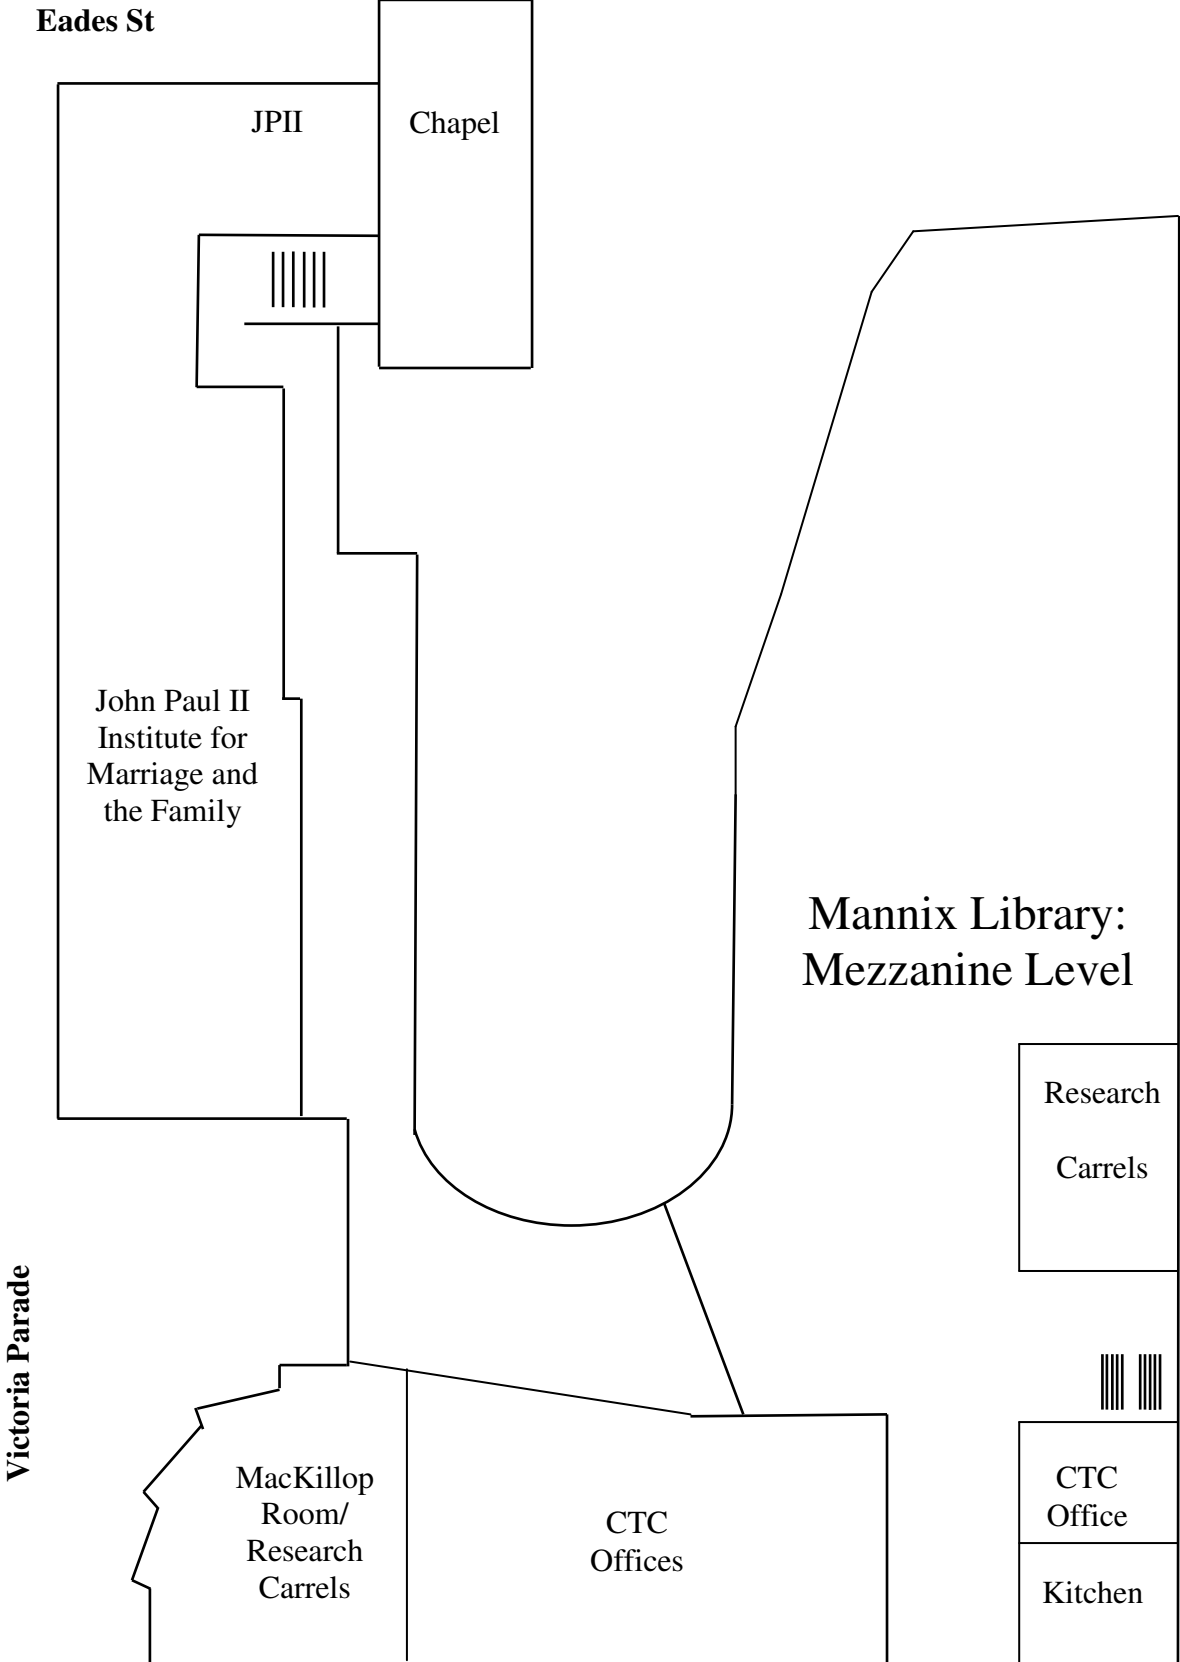 Eades St
JPII
Chapel
John Paul II
Institute for
Marriage and
the Family
Mannix Library:
Mezzanine Level
Research
Carrels
Victoria Parade
MacKillop
Room/
Research
Carrels
CTC
Offices
CTC
Office
Kitchen